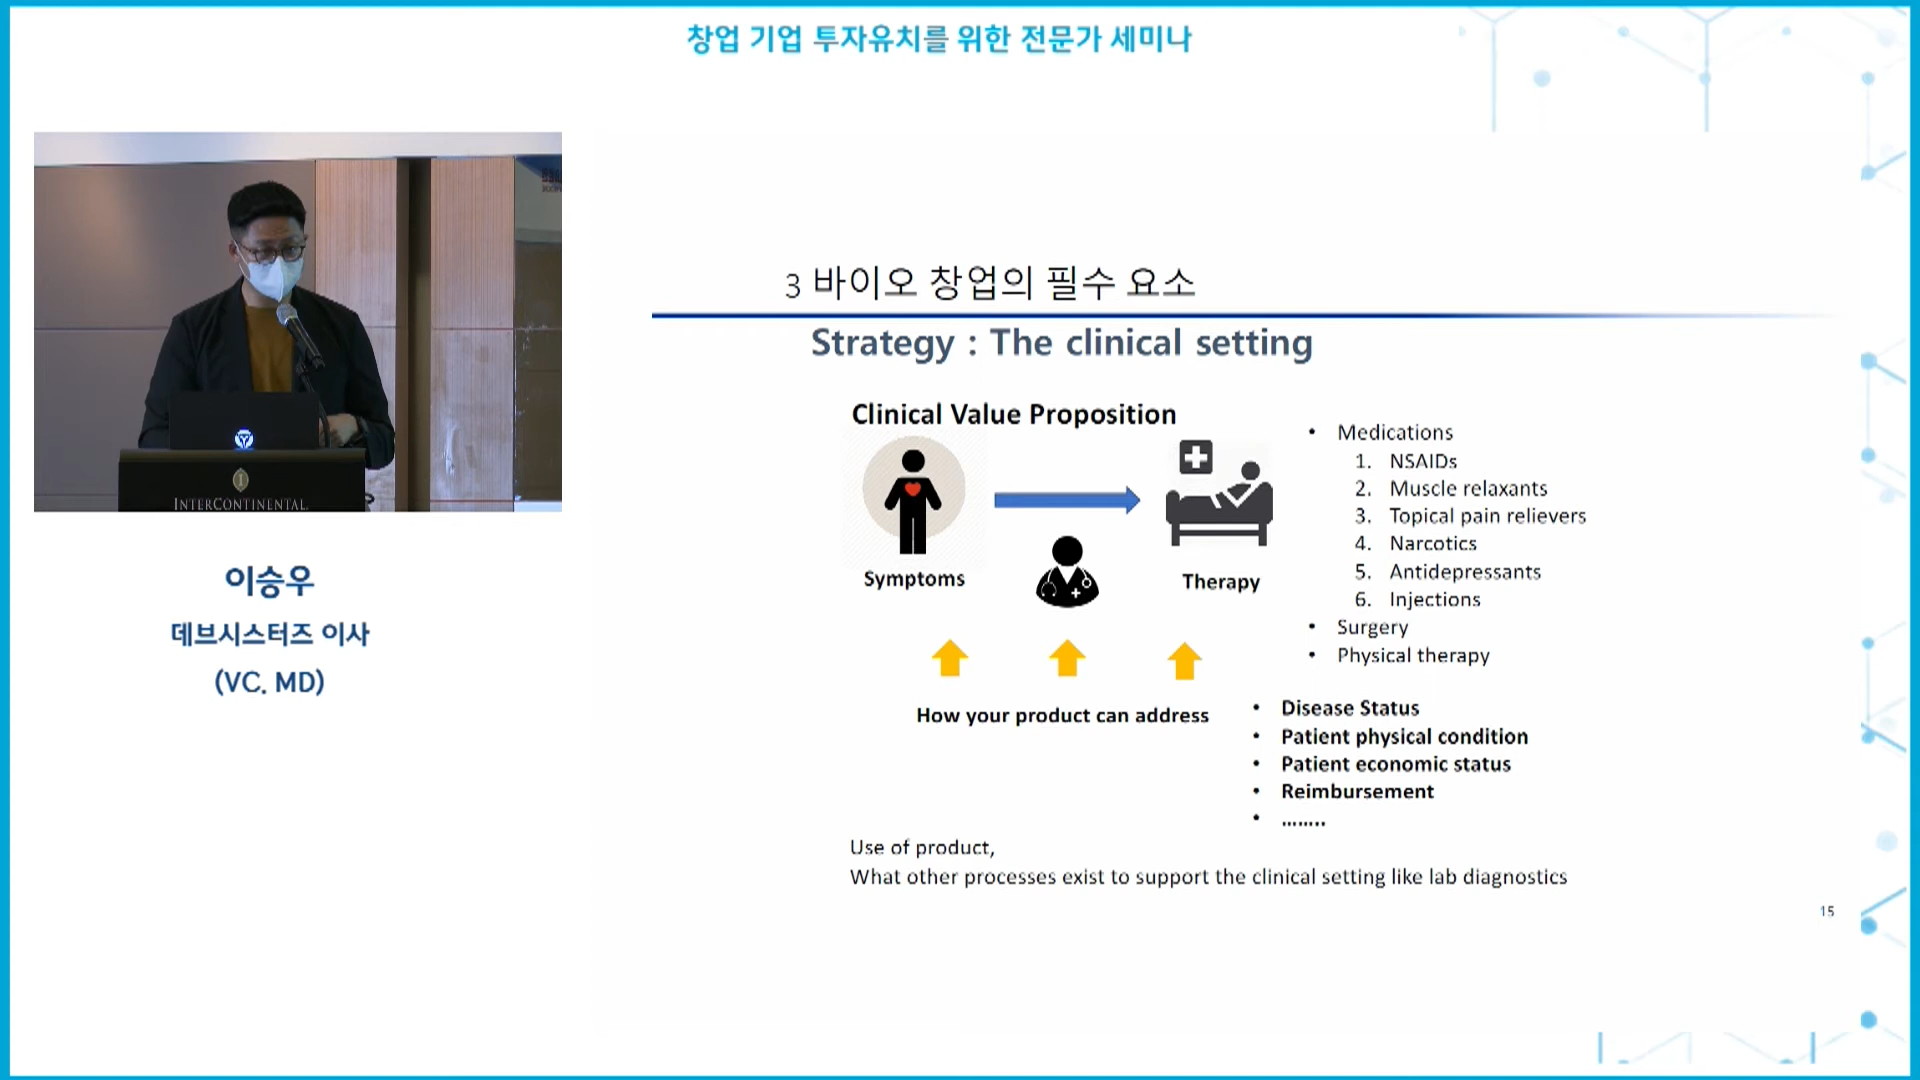 창업 기업 투자유치를 위한 전문가 세미나
INTERCONTINENTAL
이승우
데브시스터즈 이사
(VC, MD)
3 바이오 창업의 필수 요소
Strategy : The clinical setting
Clinical Value Proposition
Symptoms
Therapy
• Medications
1. NSAIDs
2. Muscle relaxants
3. Topical pain relievers
4. Narcotics
5. Antidepressants
6. Injections
• Surgery
• Physical therapy
How your product can address
• Disease Status
• Patient physical condition
• Patient economic status
• Reimbursement
• ........
Use of product,
What other processes exist to support the clinical setting like lab diagnostics
15